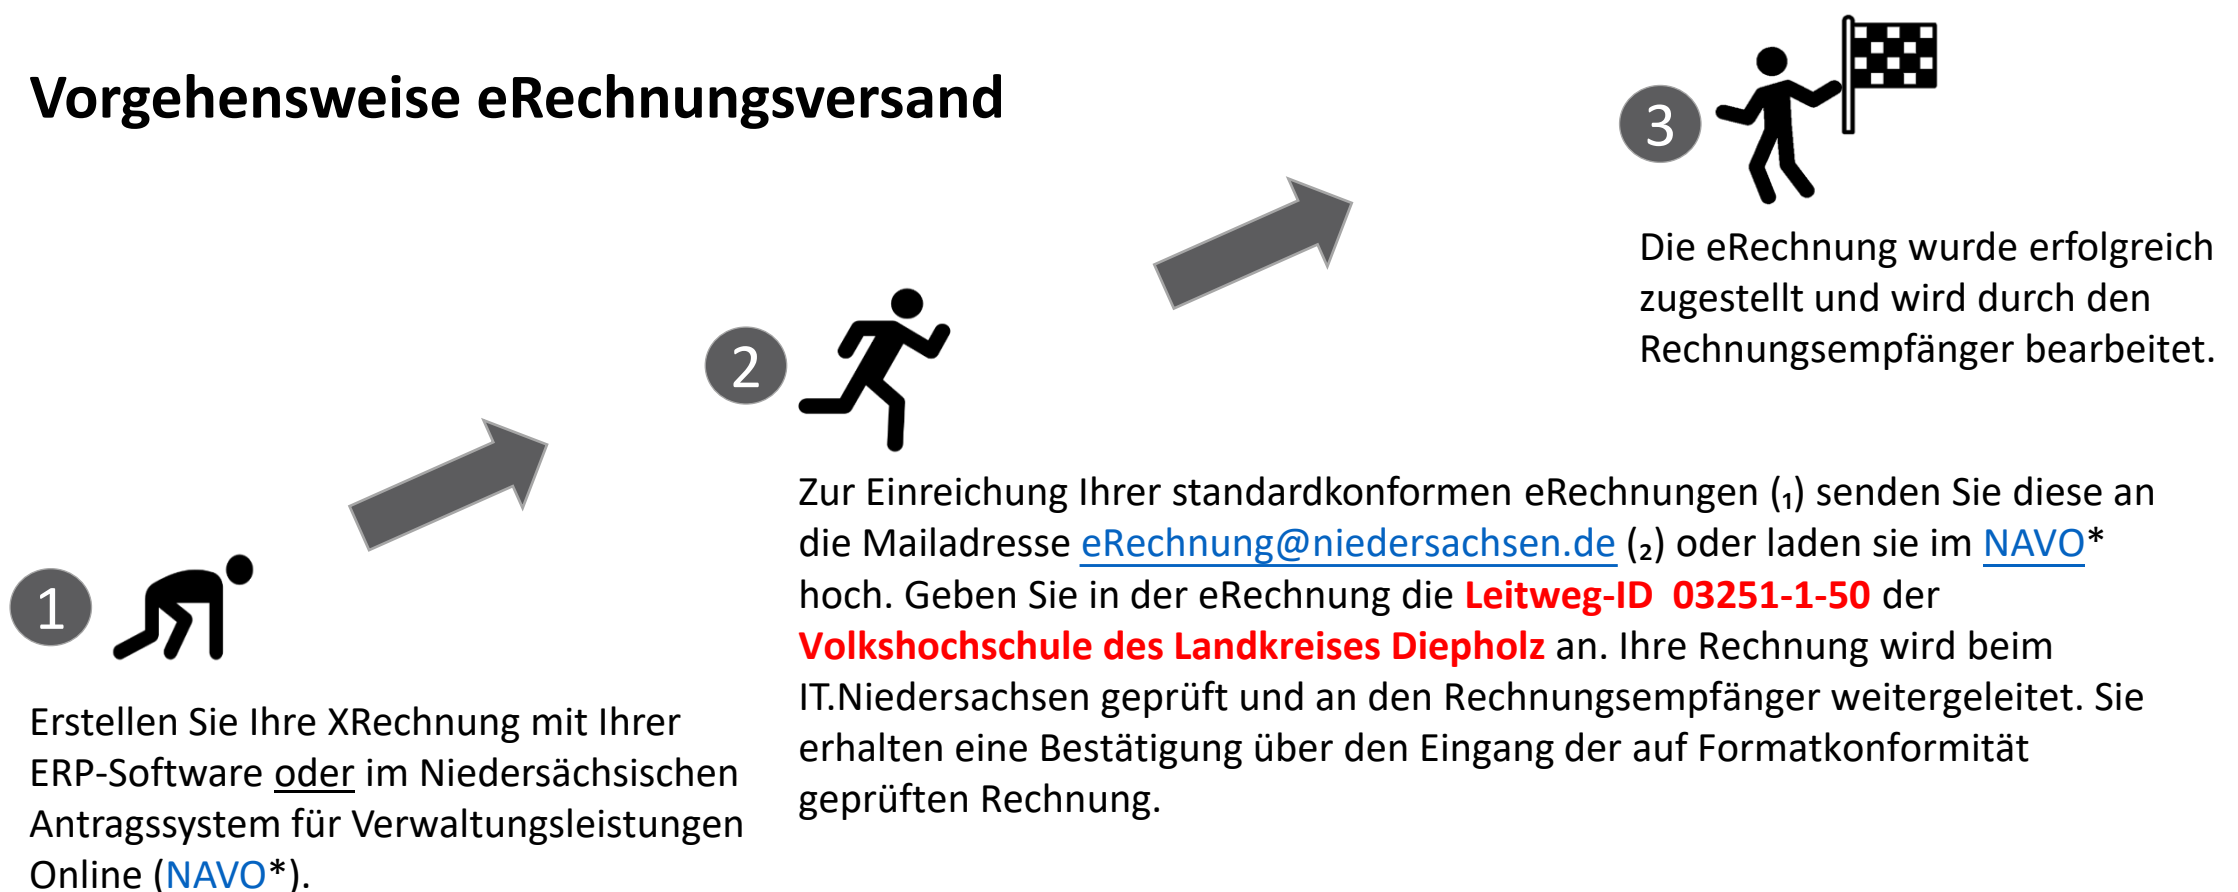 Vorgehensweise eRechnungsversand
1
Erstellen Sie Ihre XRechnung mit Ihrer
ERP-Software oder im Niedersächsischen
Antragssystem für Verwaltungsleistungen
Online (NAVO*).
2
Zur Einreichung Ihrer standardkonformen eRechnungen (₁) senden Sie diese an
die Mailadresse eRechnung@niedersachsen.de (₂) oder laden sie im NAVO*
hoch. Geben Sie in der eRechnung die Leitweg-ID  03251-1-50 der
Volkshochschule des Landkreises Diepholz an. Ihre Rechnung wird beim
IT.Niedersachsen geprüft und an den Rechnungsempfänger weitergeleitet. Sie
erhalten eine Bestätigung über den Eingang der auf Formatkonformität
geprüften Rechnung.
3
Die eRechnung wurde erfolgreich
zugestellt und wird durch den
Rechnungsempfänger bearbeitet.